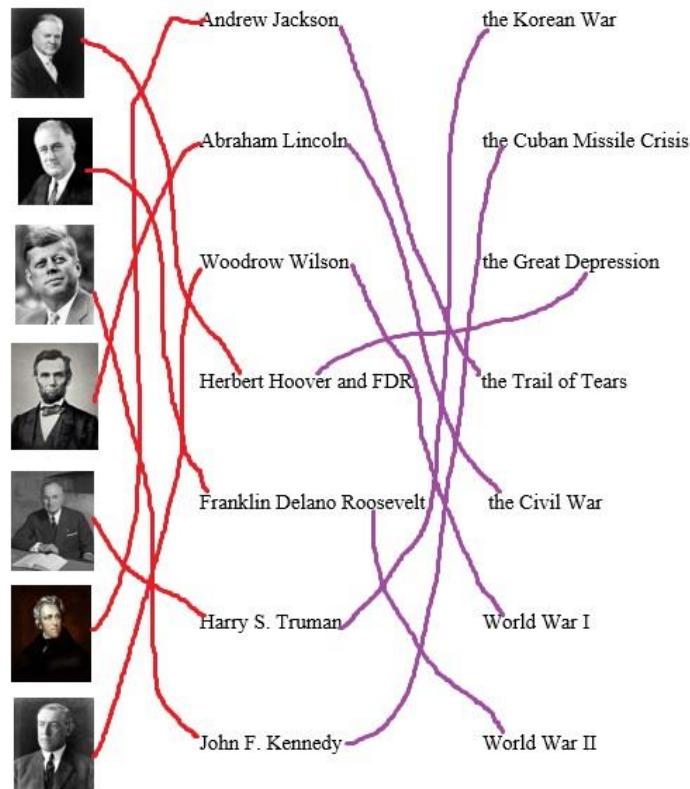 Andrew Jackson the Korean War
Abraham Lincoln the Cuban Missile Crisis
Woodrow Wilson the Great Depression
Herbert Hoover and FDR the Trail of Tears
Franklin Delano Roosevelt the Civil War
Harry S. Truman World War I
John F. Kennedy World War II